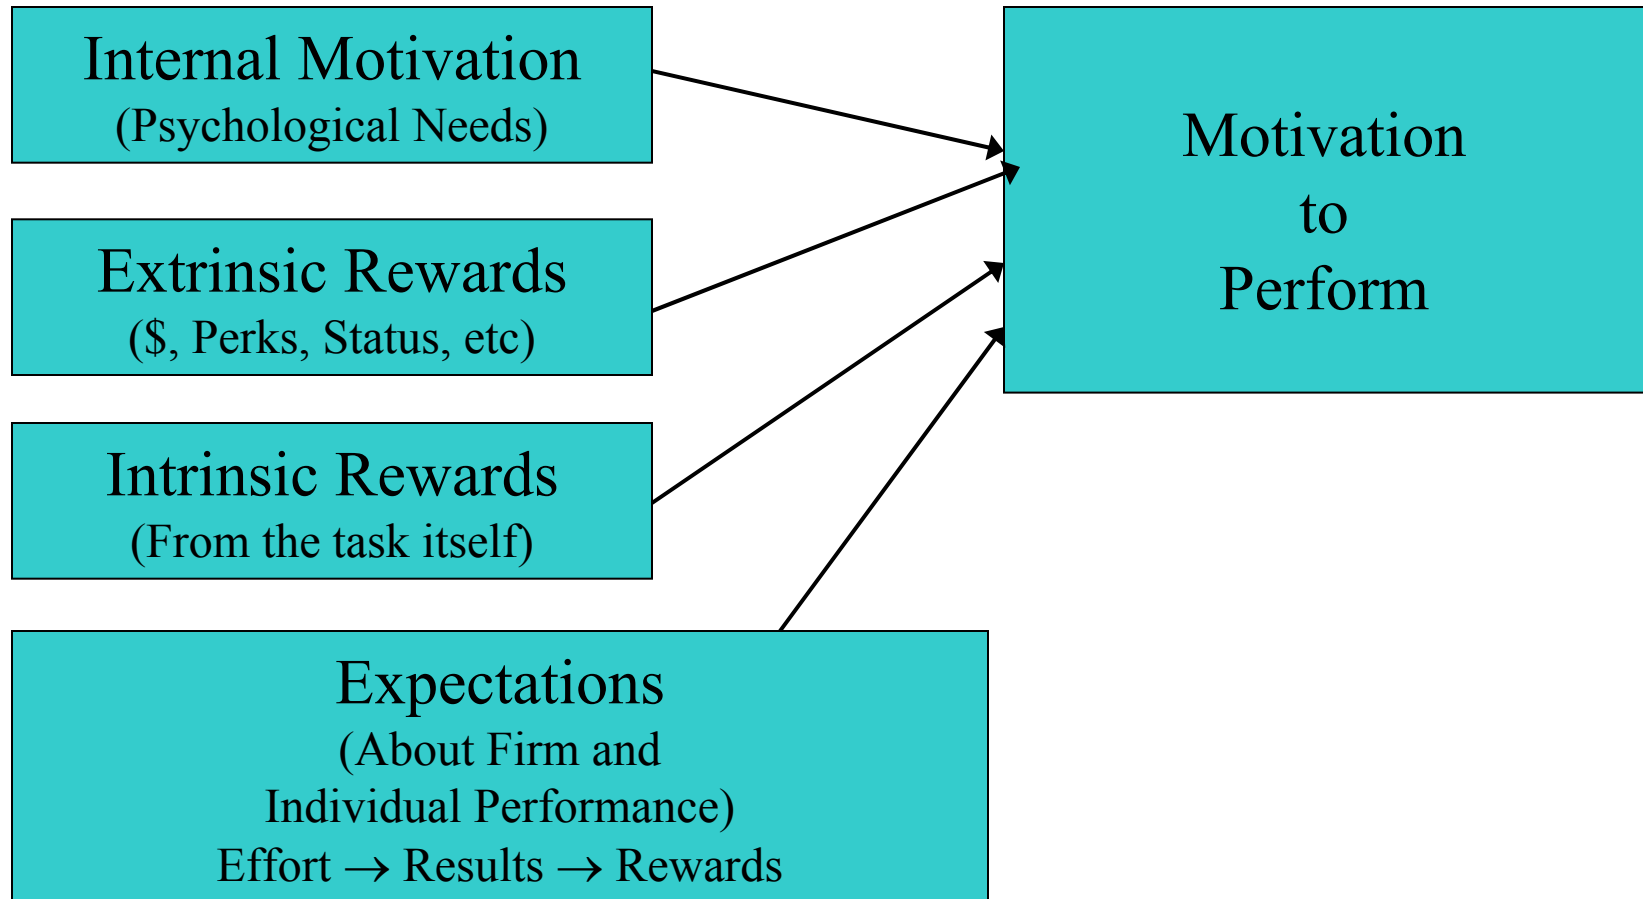 Internal Motivation
(Psychological Needs)
Extrinsic Rewards
($, Perks, Status, etc)
Intrinsic Rewards
(From the task itself)
Expectations
(About Firm and
Individual Performance)
Effort → Results → Rewards
Motivation
to
Perform